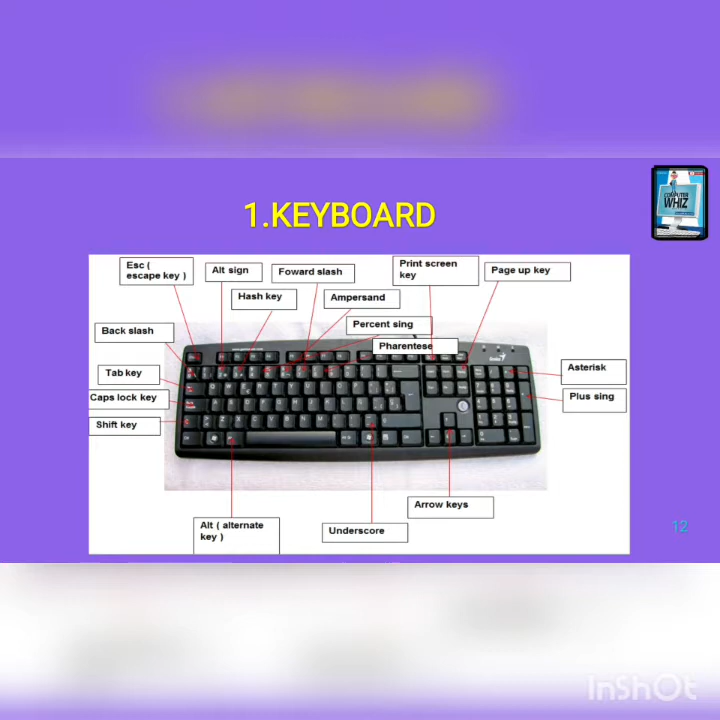 1.KEYBOARD
COMPUTER
WHIZ
Esc (
escape key )
Alt sign
Foward slash
Print screen
key
Page up key
Hash key
Ampersand
Percent sing
Back slash
Pharentese
Asterisk
Tab key
Plus sing
Caps lock key
Shift key
Arrow keys
Alt ( alternate
key )
Underscore
12
InShOt